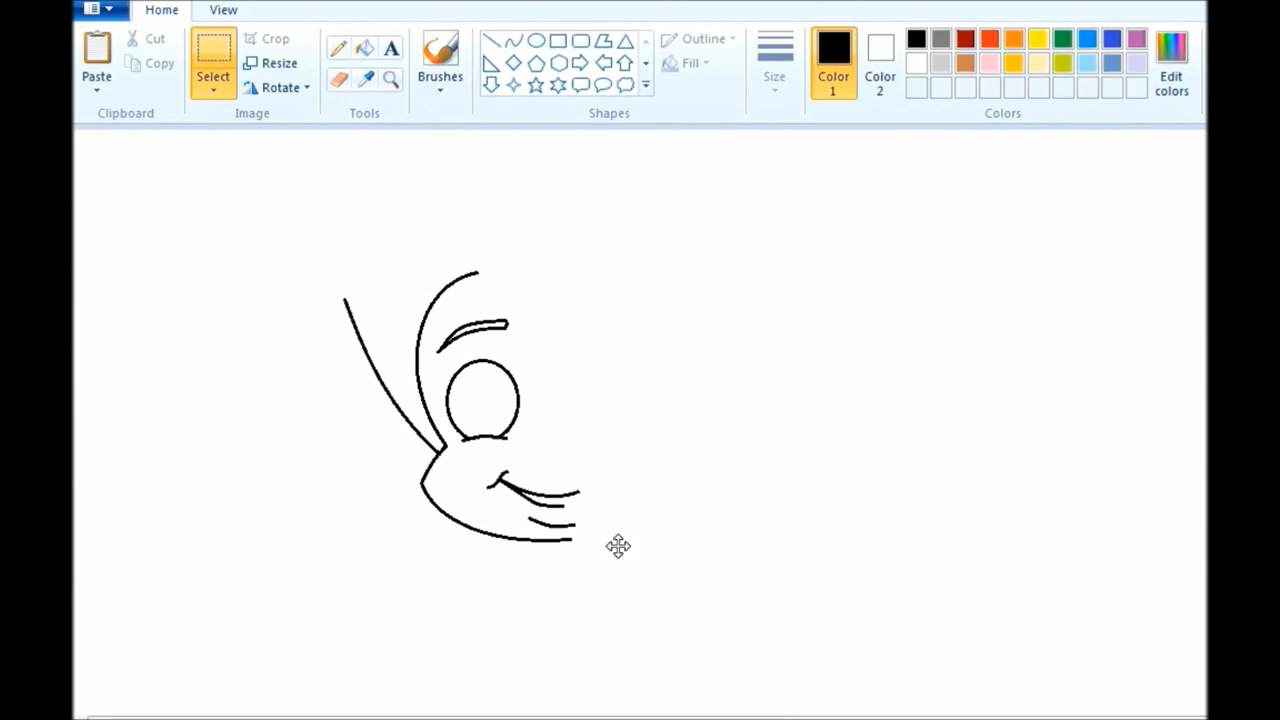 Home View
Paste Cut Crop Outline
Copy Select Resize Brushes Fill Size Color Color Edit
Rotate 1 2 colors
Clipboard Image Tools Shapes Colors